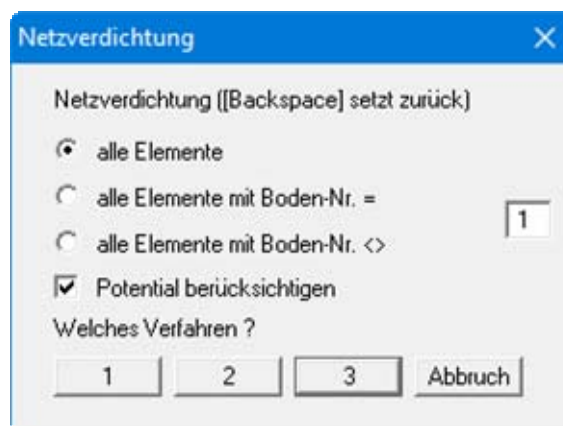 Netzverdichtung
Netzverdichtung ([Backspace] setzt zurück)
alle Elemente
alle Elemente mit Boden-Nr. =
1
alle Elemente mit Boden-Nr. <>
Potential berücksichtigen
Welches Verfahren ?
1 2 3 Abbruch